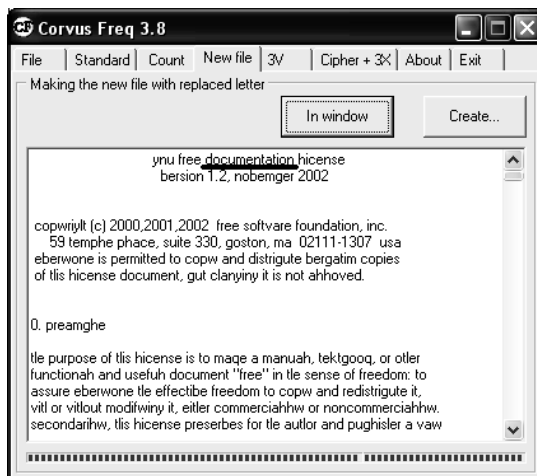 Corvus Freq 3.8
File Standard Count New file 3V Cipher + 3X About Exit
Making the new file with replaced letter
In window Create...
ynu free documentation hicense
bersion 1.2, nobemger 2002
copwriylt (c) 2000,2001,2002 free softvare foundation, inc.
59 temphe phace, suite 330, goston, ma 02111-1307 usa
eberwone is permitted to copw and distrigute bergatim copies
of tlis hicense document, gut clanyiny it is not ahhoved.
0. preamghe
tle purpose of tlis hicense is to maqe a manuah, tektgooq, or otler
functionah and usefuh document "free" in tle sense of freedom: to
assure eberwone tle effectibe freedom to copw and redistrigute it,
vitl or vitlout modifwiny it, eitler commerciahhw or noncommerciahhw.
secondarihw, tlis hicense preserbes for tle autlor and pughisler a vaw